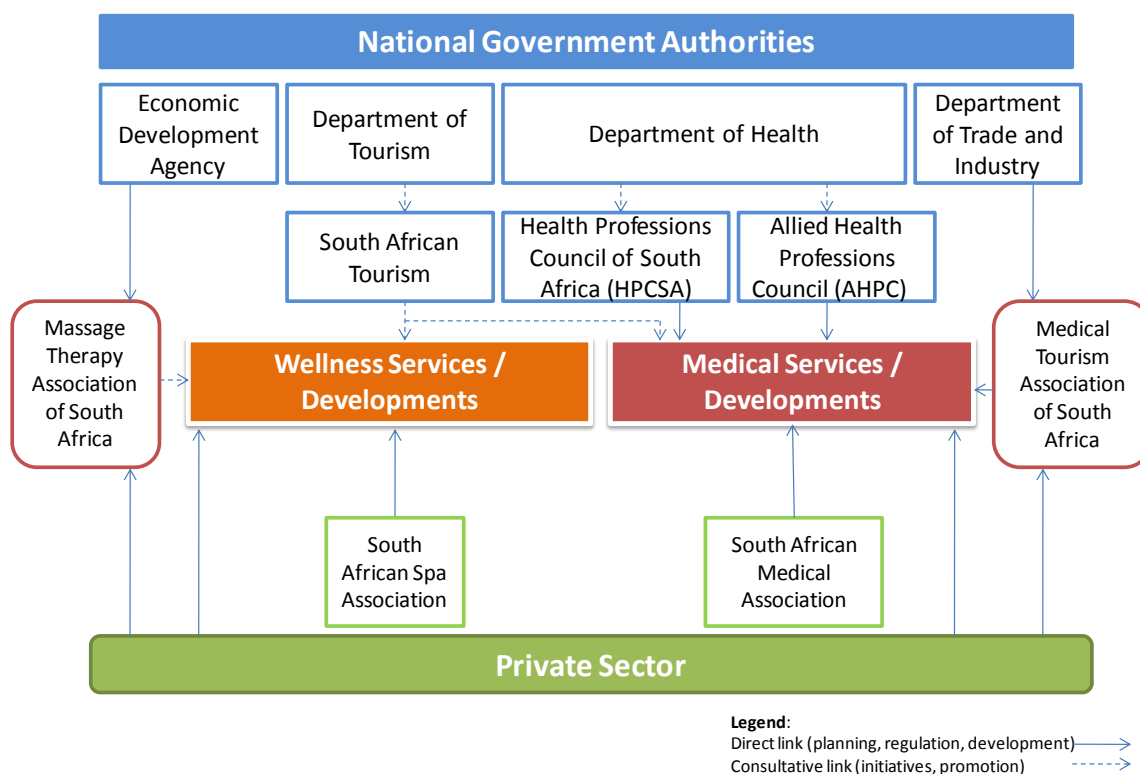 National Government Authorities
Economic
Development
Agency
Department of
Tourism
Department of Health
Department
of Trade and
Industry
South African
Tourism
Health Professions
Council of South
Africa (HPCSA)
Allied Health
Professions
Council (AHPC)
Massage
Therapy
Association
of South
Africa
Wellness Services /
Developments
Medical Services /
Developments
Medical
Tourism
Association
of South
Africa
South
African Spa
Association
South African
Medical
Association
Private Sector
Legend:
Direct link (planning, regulation, development)
Consultative link (initiatives, promotion)